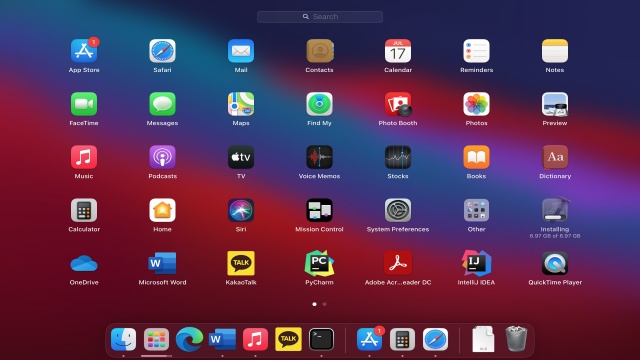 Search
1
App Store
Safari
Mail
JUL
17
Contacts
Calendar
Reminders
Notes
FaceTime
Messages
Maps
Find My
Photo Booth
Photos
Preview
tv
Aa
Music
Podcasts
TV
Voice Memos
Stocks
Books
Dictionary
Calculator
Home
Siri
Mission Control
System Preferences
Other
Installing
6.97 GB of 6.97 GB
W
TALK
PC
IJ
OneDrive
Microsoft Word
KakaoTalk
PyCharm
Adobe Acr...eader DC
IntelliJ IDEA
QuickTime Player
W
TALK
>_
1